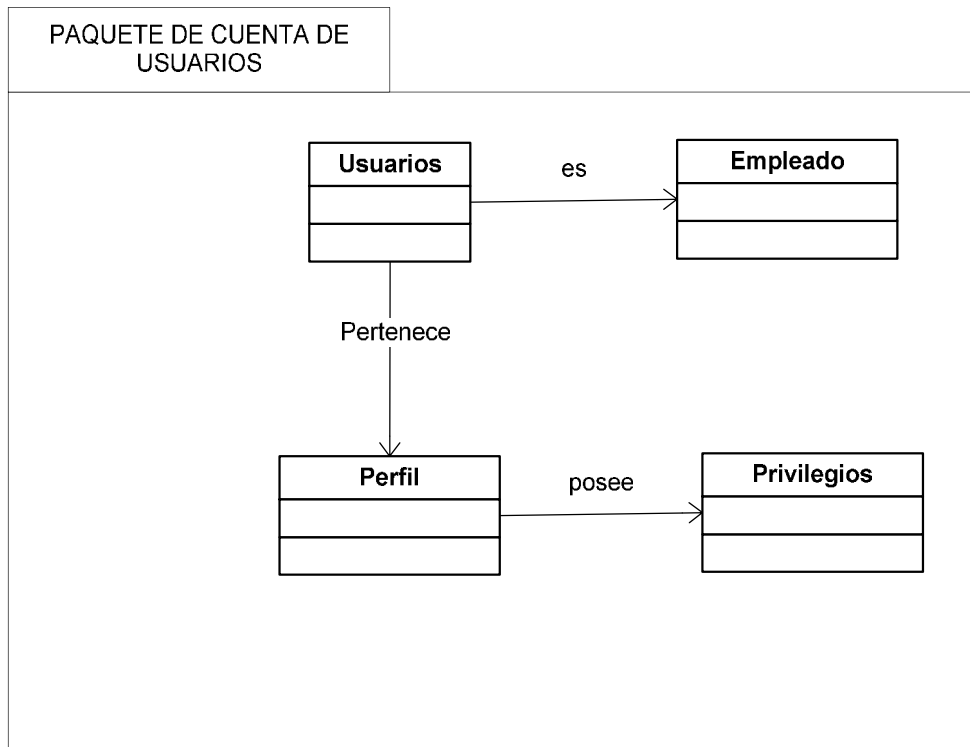 PAQUETE DE CUENTA DE
USUARIOS
Usuarios
es
Empleado
Pertenece
Perfil
posee
Privilegios